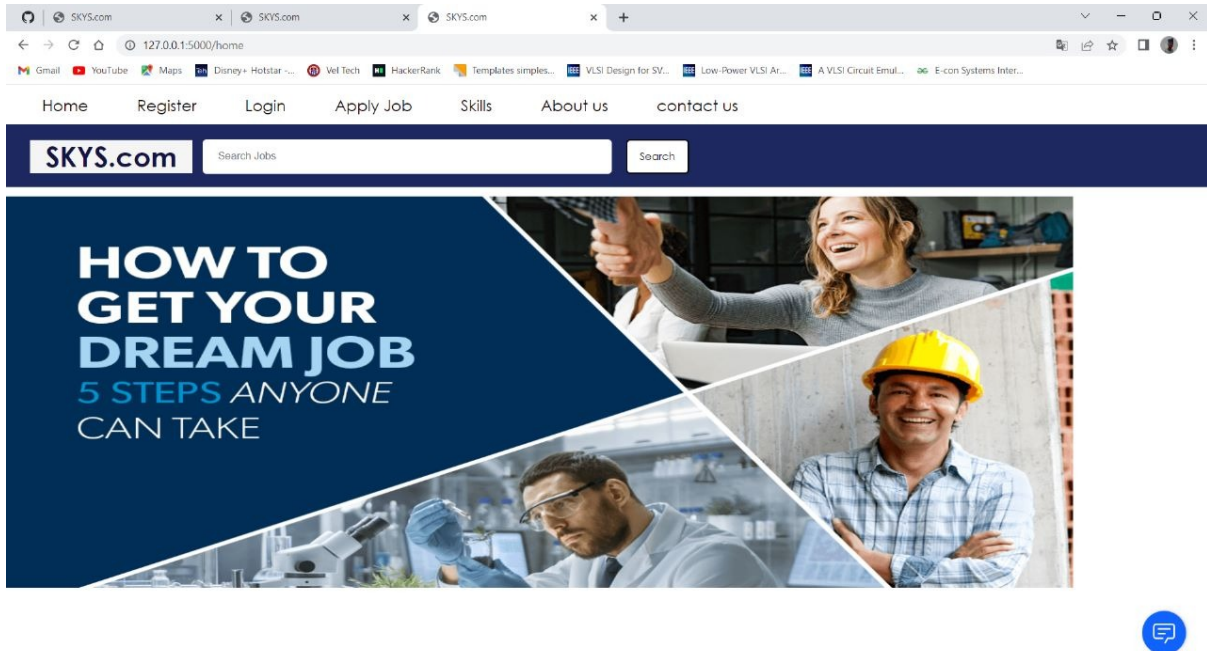 SKYS.com
SKYS.com
SKYS.com
127.0.0.1:5000/home
Gmail YouTube Maps Disney+ Hotstar -... Vel Tech HackerRank Templates simples... IEEE VLSI Design for SV... IEEE Low-Power VLSI Ar... IEEE A VLSI Circuit Emul... E-con Systems Inter...
Home Register Login Apply Job Skills About us contact us
SKYS.com Search Jobs Search
HOW TO
GET YOUR
DREAM JOB
5 STEPS ANYONE
CAN TAKE